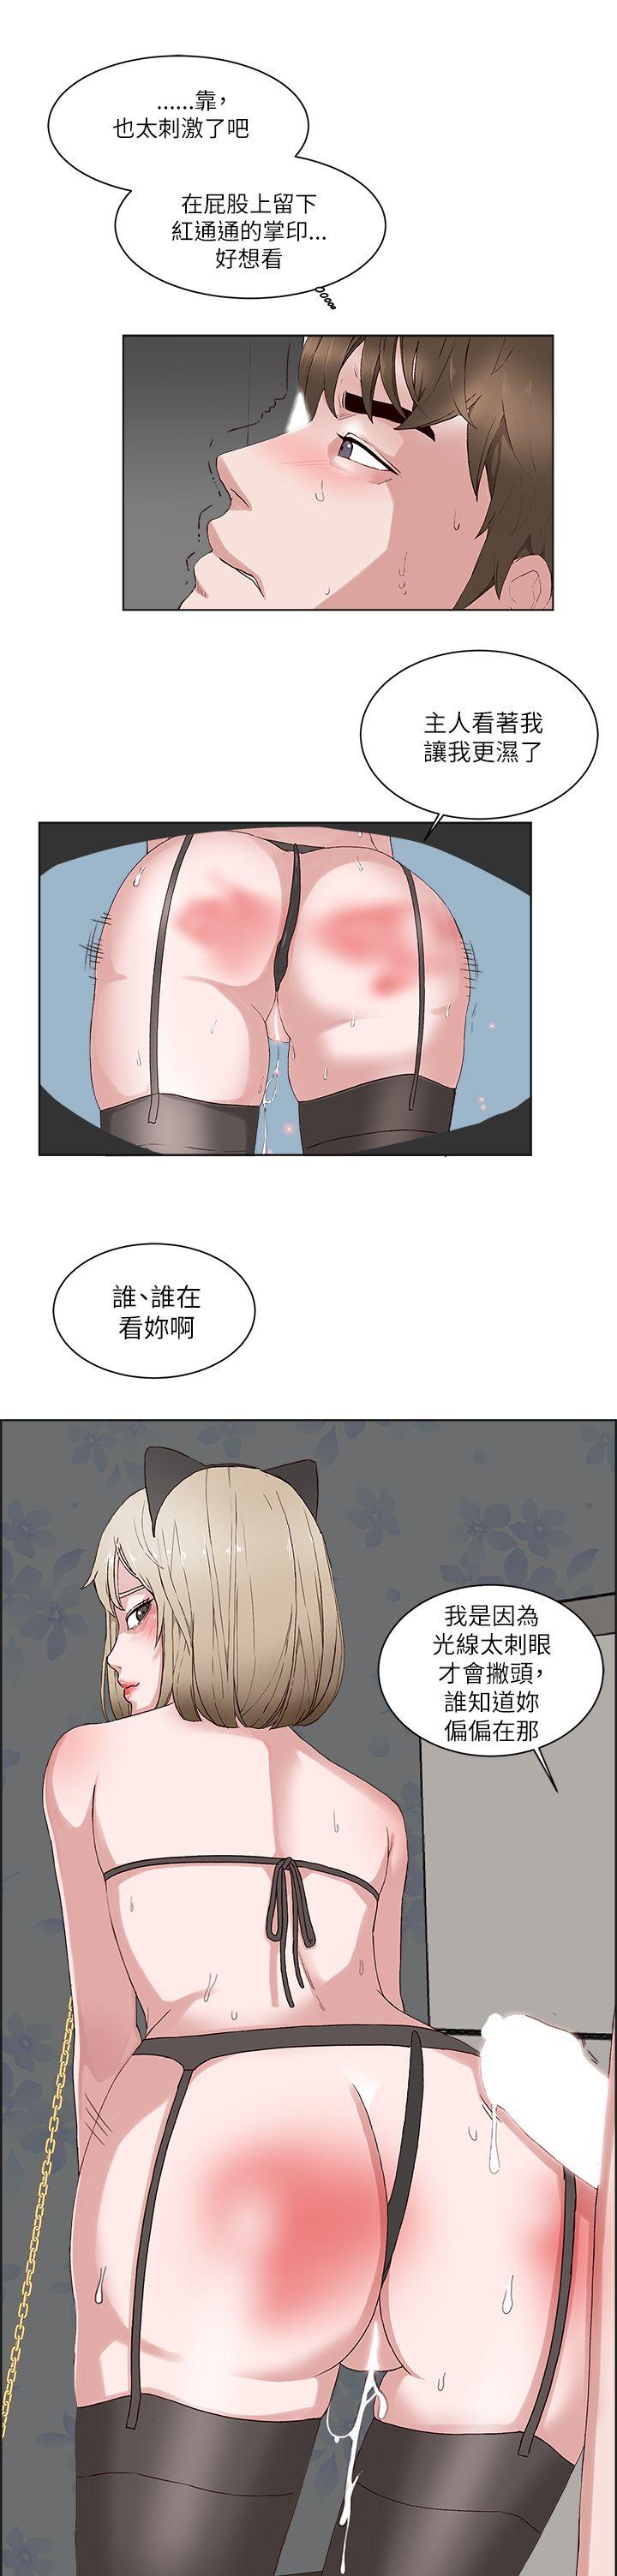 ......靠，
也太刺激了吧
在屁股上留下
紅通通的掌印...
好想看
主人看著我
讓我更濕了
誰、誰在
看妳啊
我是因為
光線太刺眼
才會撇頭，
誰知道妳
偏偏在那